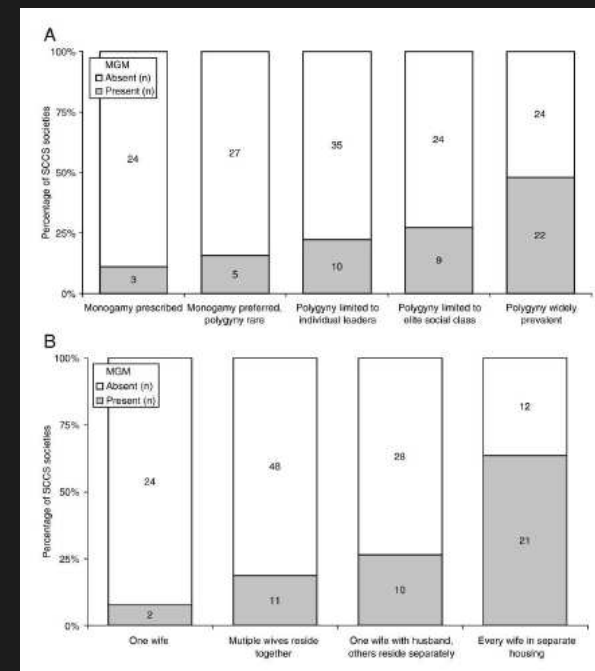 A
100%
MGM
Absent (n)
Present (n)
75%
50%
25%
0%
Percentage of SCCS societies
24
27
35
24
24
3
5
10
9
22
Monogamy prescribed
Monogamy preferred,
polygyny rare
Polygyny limited to
individual leaders
Polygyny limited to
elite social class
Polygyny widely
prevalent
B
100%
MGM
Absent (n)
Present (n)
75%
50%
25%
0%
Percentage of SCCS societies
24
48
28
12
2
11
10
21
One wife
Mutiple wives reside
together
One wife with husband,
others reside separately
Every wife in separate
housing